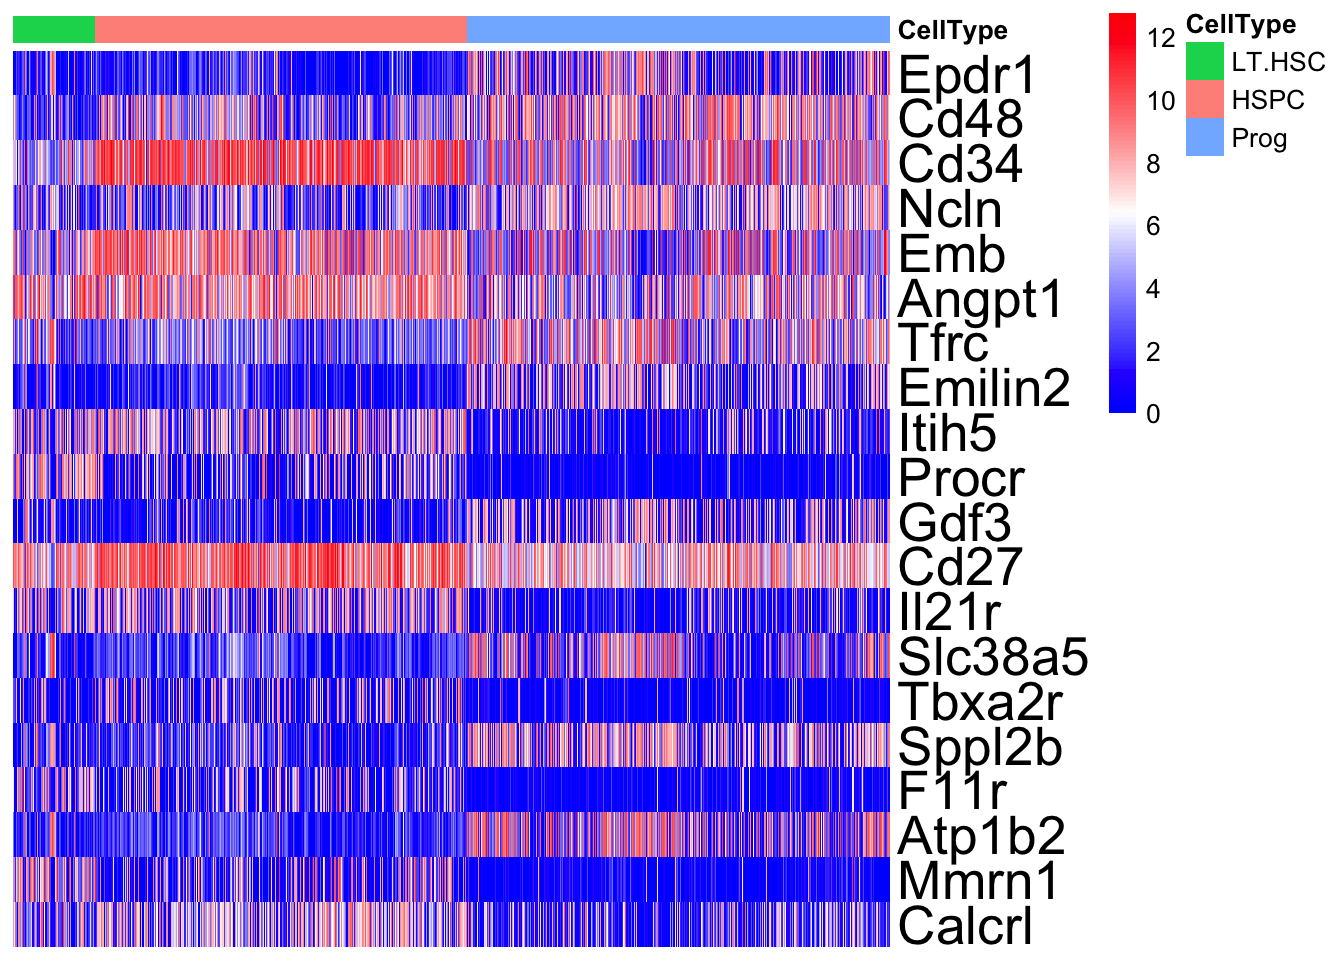 CellType
Epdr1
Cd48
Cd34
Ncln
Emb
Angpt1
Tfrc
Emilin2
Itih5
Procr
Gdf3
Cd27
Il21r
Slc38a5
Tbxa2r
Sppl2b
F11r
Atp1b2
Mmrn1
Calcrl
12
10
8
6
4
2
0
CellType
LT.HSC
HSPC
Prog